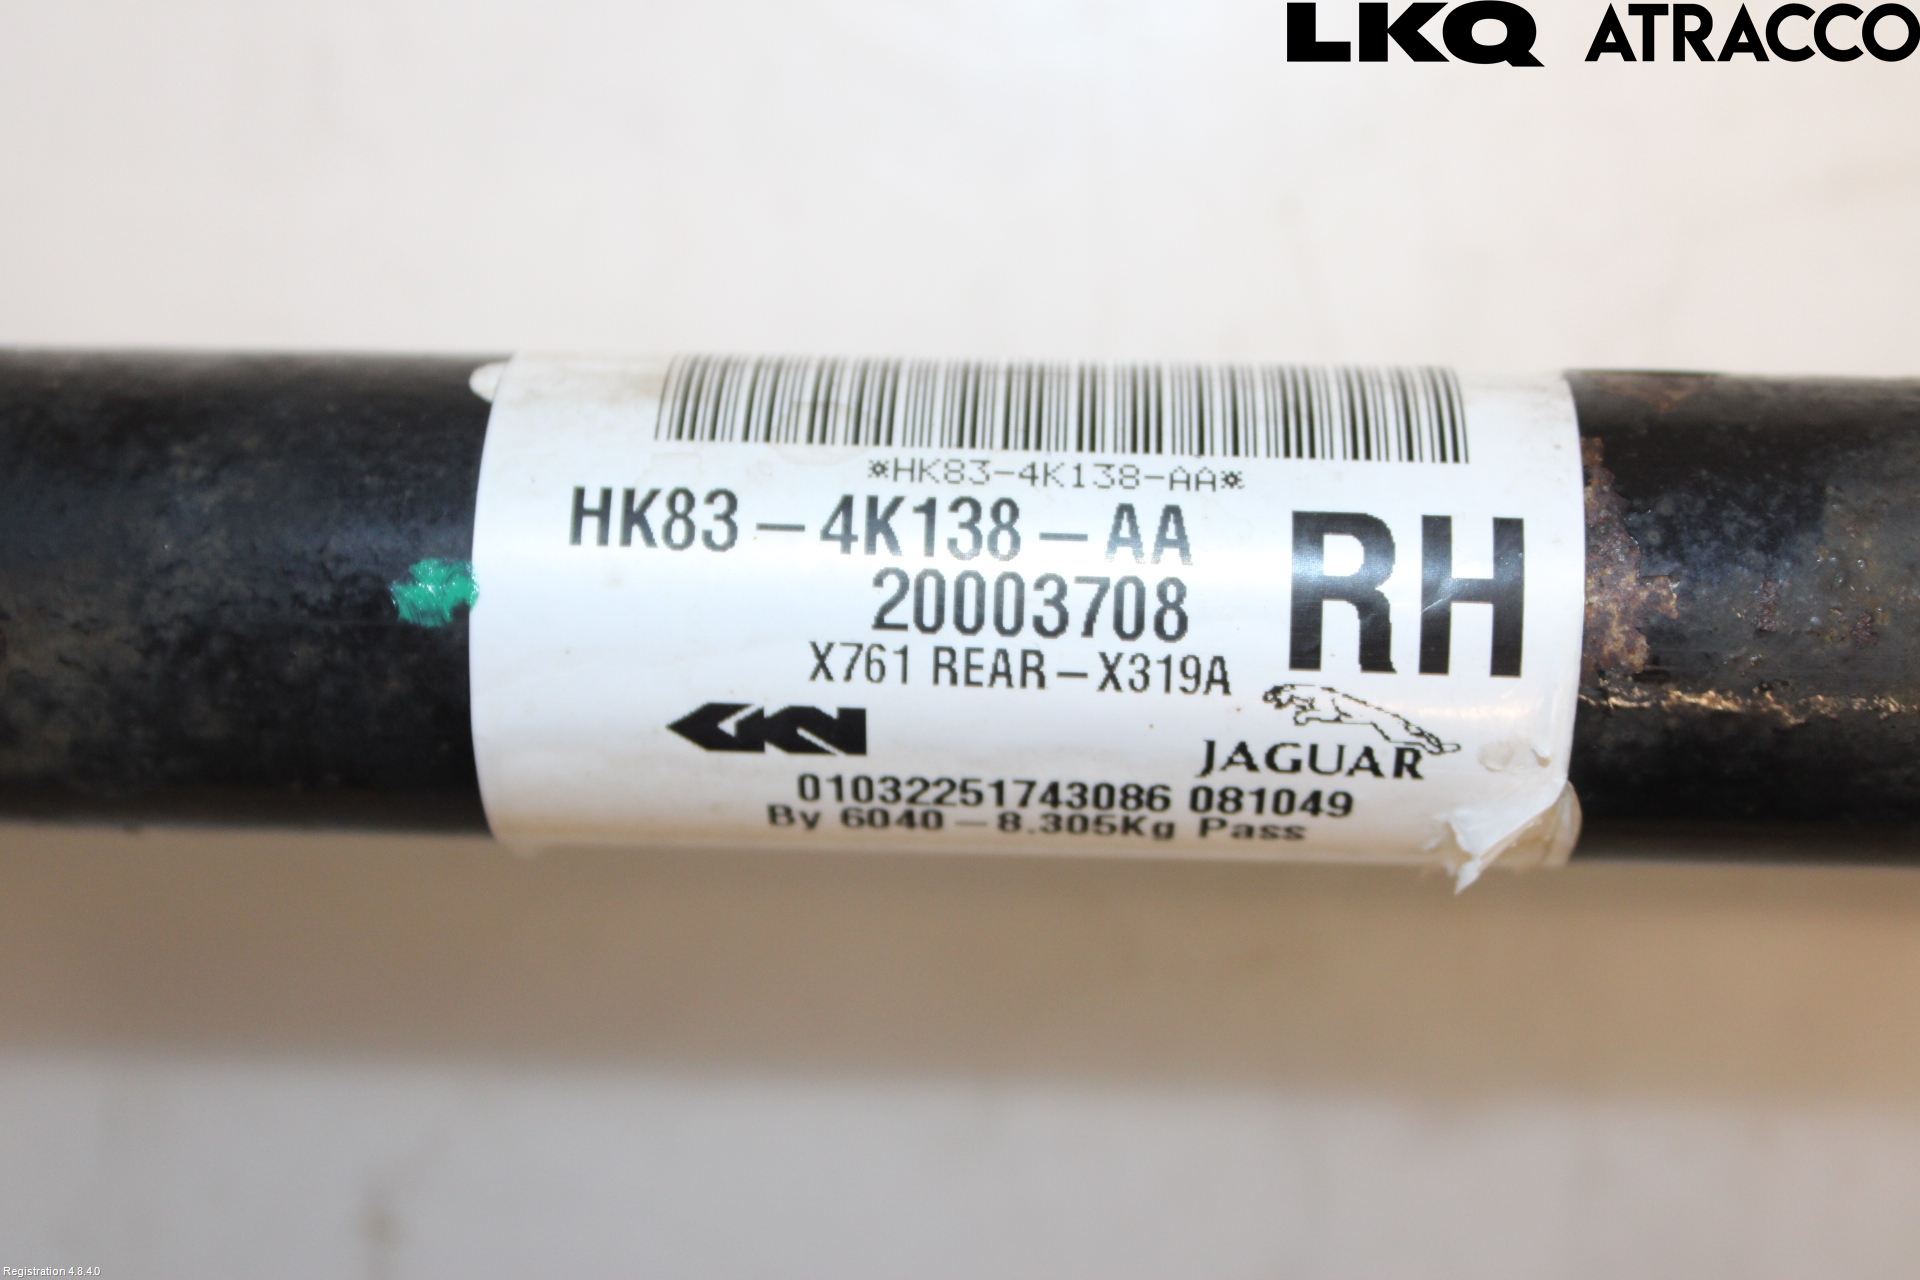 LKQ ATRACCO
*HK83-4K138-AA*
HK83-4K138-AA
RH
20003708
X761 REAR-X319A
GKN
JAGUAR
01032251743086 081049
By 6040-8.305Kg Pass
Registration 4.8.4.0